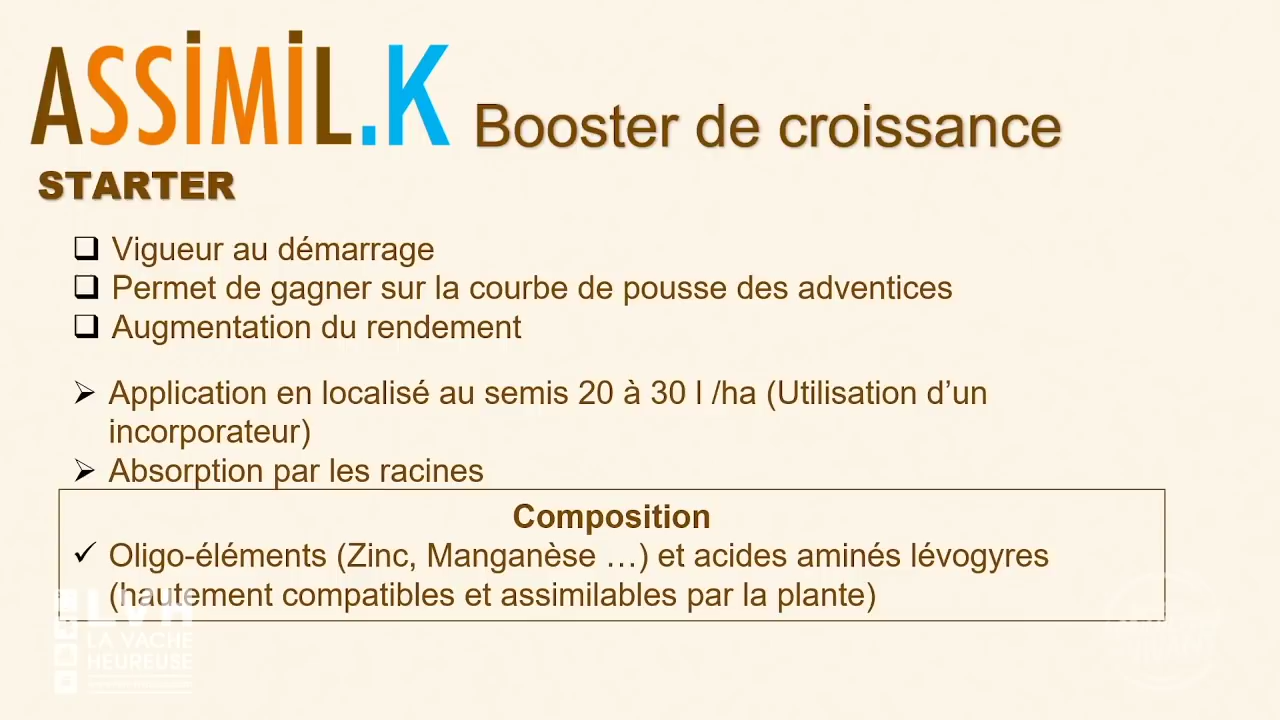 ASSIMIL.K Booster de croissance
STARTER
Vigueur au démarrage
Permet de gagner sur la courbe de pousse des adventices
Augmentation du rendement
Application en localisé au semis 20 à 30 l /ha (Utilisation d’un
incorporateur)
Absorption par les racines
Composition
Oligo-éléments (Zinc, Manganèse …) et acides aminés lévogyres
(hautement compatibles et assimilables par la plante)
LVH
LA VACHE
HEUREUSE